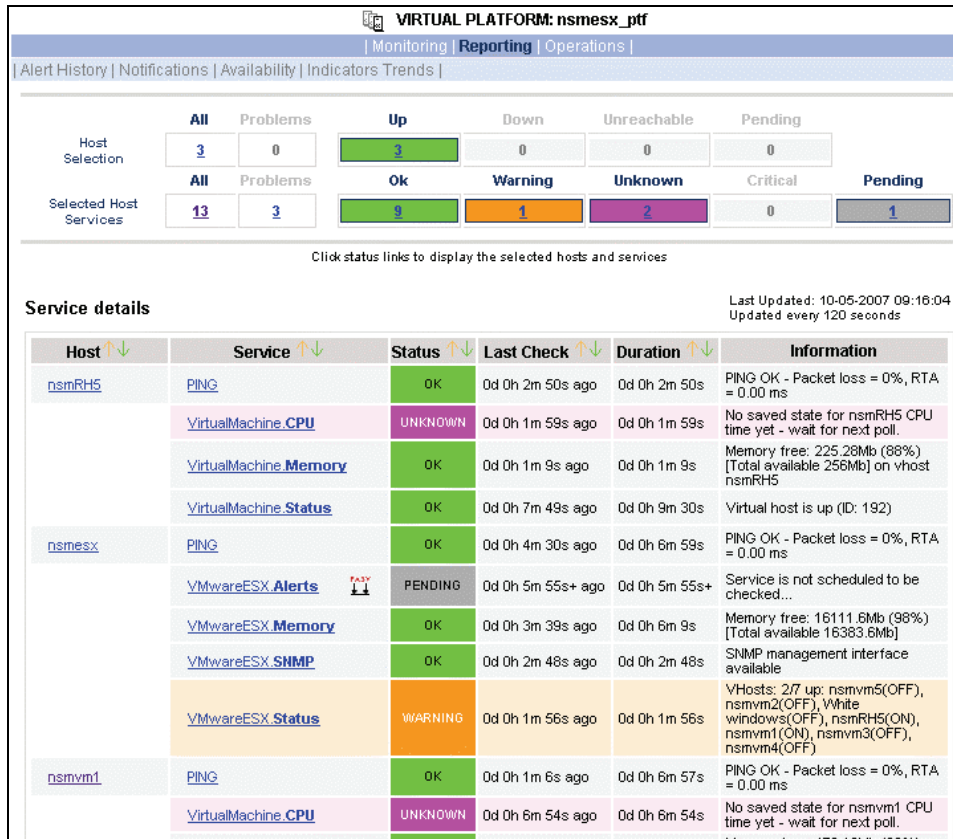 VIRTUAL PLATFORM: nsmesx_ptf
| Monitoring | Reporting | Operations |
| Alert History | Notifications | Availability | Indicators Trends |
All Problems Up Down Unreachable Pending
Host Selection 3 0 3 0 0 0
All Problems Ok Warning Unknown Critical Pending
Selected Host Services 13 3 9 1 2 0 1
Click status links to display the selected hosts and services
Service details
Last Updated: 10-05-2007 09:16:04
Updated every 120 seconds
Host Service Status Last Check Duration Information
nsmRH5 PING OK 0d 0h 2m 50s ago 0d 0h 2m 50s PING OK - Packet loss = 0%, RTA = 0.00 ms
VirtualMachine.CPU UNKNOWN 0d 0h 1m 59s ago 0d 0h 1m 59s No saved state for nsmRH5 CPU time yet - wait for next poll.
VirtualMachine.Memory OK 0d 0h 1m 9s ago 0d 0h 1m 9s Memory free: 225.28Mb (88%) [Total available 256Mb] on vhost nsmRH5
VirtualMachine.Status OK 0d 0h 7m 49s ago 0d 0h 9m 30s Virtual host is up (ID: 192)
nsmesx PING OK 0d 0h 4m 30s ago 0d 0h 6m 59s PING OK - Packet loss = 0%, RTA = 0.00 ms
VMwareESX.Alerts PENDING 0d 0h 5m 55s+ ago 0d 0h 5m 55s+ Service is not scheduled to be checked...
VMwareESX.Memory OK 0d 0h 3m 39s ago 0d 0h 6m 9s Memory free: 16111.6Mb (98%) [Total available 16383.6Mb]
VMwareESX.SNMP OK 0d 0h 2m 48s ago 0d 0h 2m 48s SNMP management interface available
VMwareESX.Status WARNING 0d 0h 1m 56s ago 0d 0h 1m 56s VHosts: 2/7 up: nsmvm5(OFF), nsmvm2(OFF), White windows(OFF), nsmRH5(ON), nsmvm1(ON), nsmvm3(OFF), nsmvm4(OFF)
nsmvm1 PING OK 0d 0h 1m 6s ago 0d 0h 6m 57s PING OK - Packet loss = 0%, RTA = 0.00 ms
VirtualMachine.CPU UNKNOWN 0d 0h 6m 54s ago 0d 0h 6m 54s No saved state for nsmvm1 CPU time yet - wait for next poll.